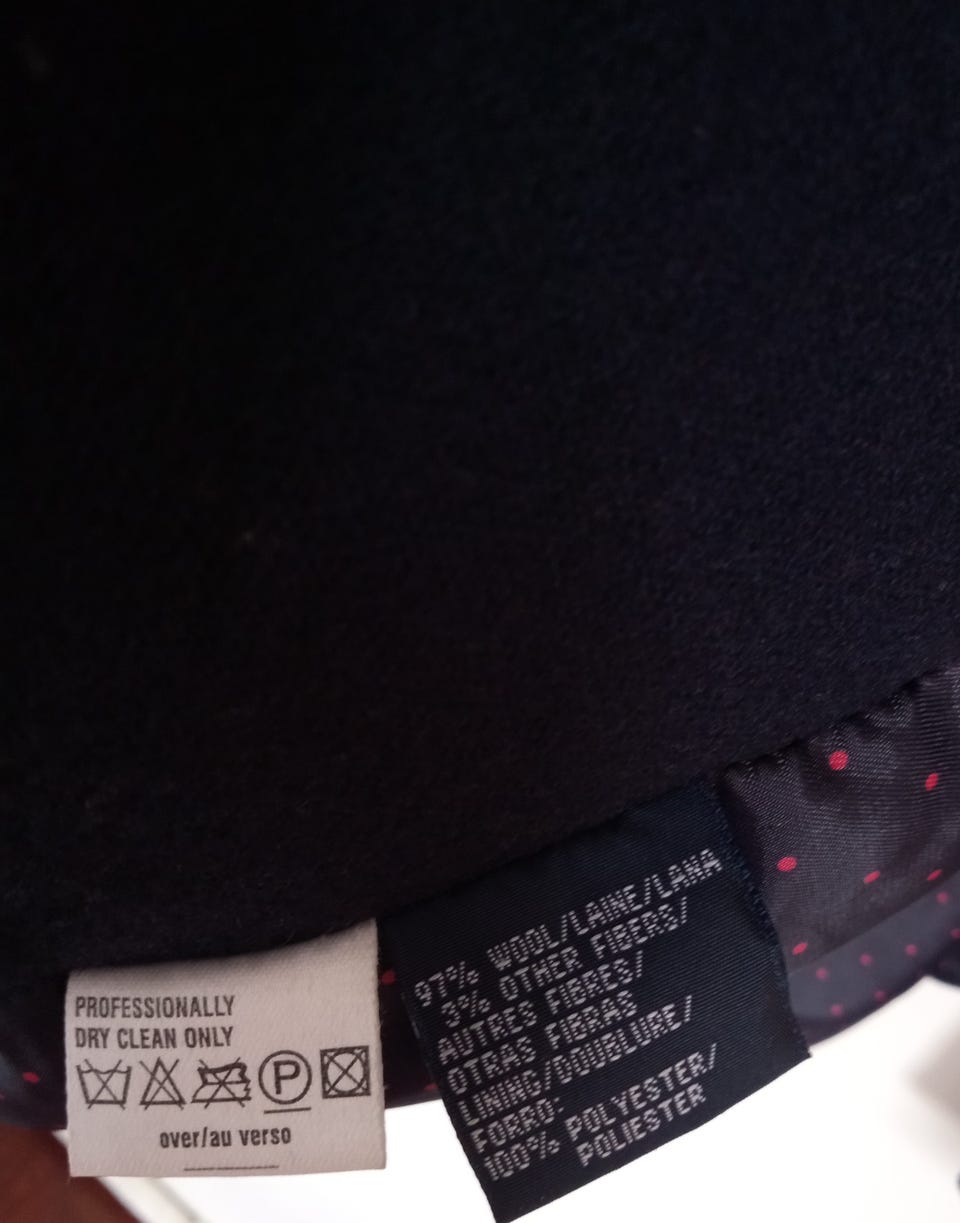 PROFESSIONALLY
DRY CLEAN ONLY
P
over/au verso
97% WOOL/LAINE/LANA
3% OTHER FIBERS/
AUTRES FIBRES/
OTRAS FIBRAS
LINING/DOUBLURE/
FORRO:
100% POLYESTER/
POLIESTER